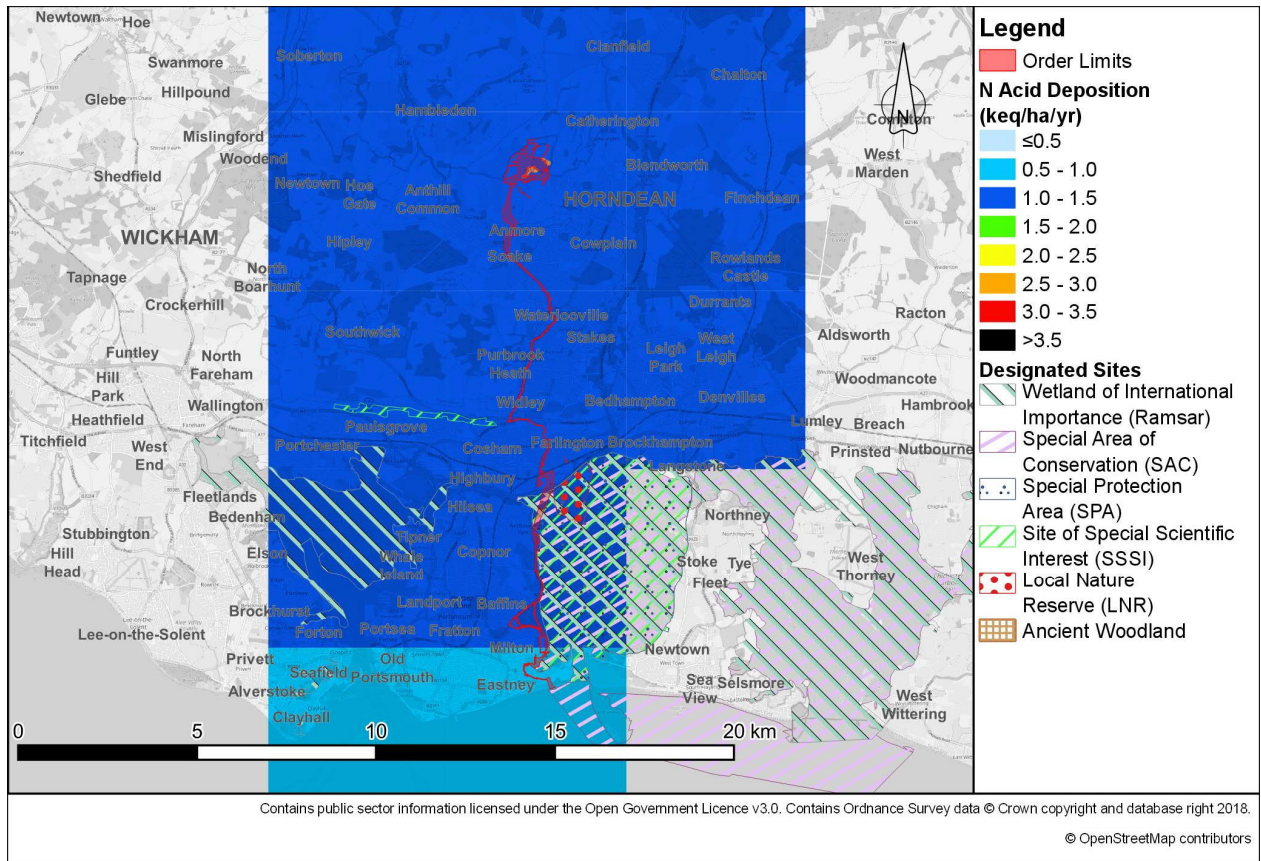 Newtown
Hoe
Soberton
Clanfield
Swanmore
Chalton
Hillpound
Glebe
Hambledon
Catherington
Compton
Mislingford
Woodend
Blendworth
West
Marden
Shedfield
Newtown
Hoe
Gate
Anthill
Common
HORNDEAN
Finchdean
WICKHAM
Hipley
Anmore
Soake
Cowplain
Rowlands
Castle
Tapnage
North
Boarhunt
Crockerhill
Durrants
Racton
Waterlooville
Southwick
Stakes
West
Leigh
Aldsworth
Funtley
North
Fareham
Purbrook
Heath
Leigh
Park
Hill
Park
Woodmancote
Wallington
Widley
Bedhampton
Denvilles
Hambrook
Heathfield
Paulsgrove
Lumley
Breach
Titchfield
West
End
Portchester
Cosham
Farlington
Brockhampton
Prinsted
Nutbourne
Langstone
Highbury
Fleetlands
Hilsea
Bedenham
Northney
Stubbington
Tipner
Hill
Head
Elson
Whale
Island
Copnor
Stoke
Tye
West
Thorney
Fleet
Brockhurst
Landport
Baffins
Lee-on-the-Solent
Forton
Portsea
Fratton
Milton
Newtown
Privett
Old
Portsmouth
Seafield
Alverstoke
Eastney
Sea
View
Selsmore
West
Wittering
Clayhall
0 5 10 15 20 km
N
Legend
Order Limits
N Acid Deposition
(keq/ha/yr)
≤0.5
0.5 - 1.0
1.0 - 1.5
1.5 - 2.0
2.0 - 2.5
2.5 - 3.0
3.0 - 3.5
>3.5
Designated Sites
Wetland of International
Importance (Ramsar)
Special Area of
Conservation (SAC)
Special Protection
Area (SPA)
Site of Special Scientific
Interest (SSSI)
Local Nature
Reserve (LNR)
Ancient Woodland
Contains public sector information licensed under the Open Government Licence v3.0. Contains Ordnance Survey data © Crown copyright and database right 2018.
© OpenStreetMap contributors